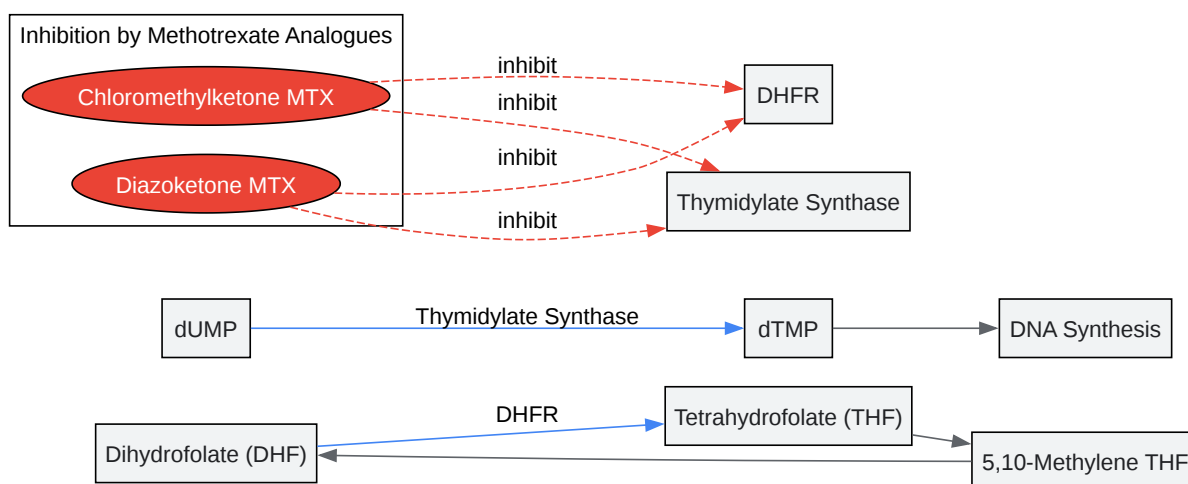 Inhibition by Methotrexate Analogues
Chloromethylketone MTX
Diazoketone MTX
inhibit
inhibit
inhibit
inhibit
DHFR
Thymidylate Synthase
dUMP
Thymidylate Synthase
dTMP
DNA Synthesis
Dihydrofolate (DHF)
DHFR
Tetrahydrofolate (THF)
5,10-Methylene THF